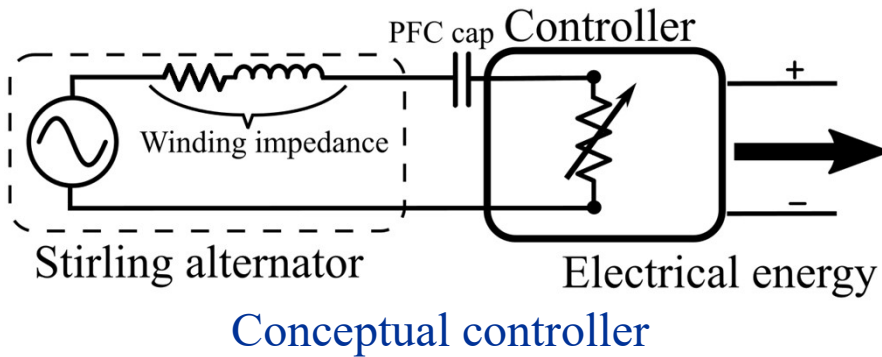 PFC cap
Controller
Winding impedance
+
−
Stirling alternator
Electrical energy
Conceptual controller